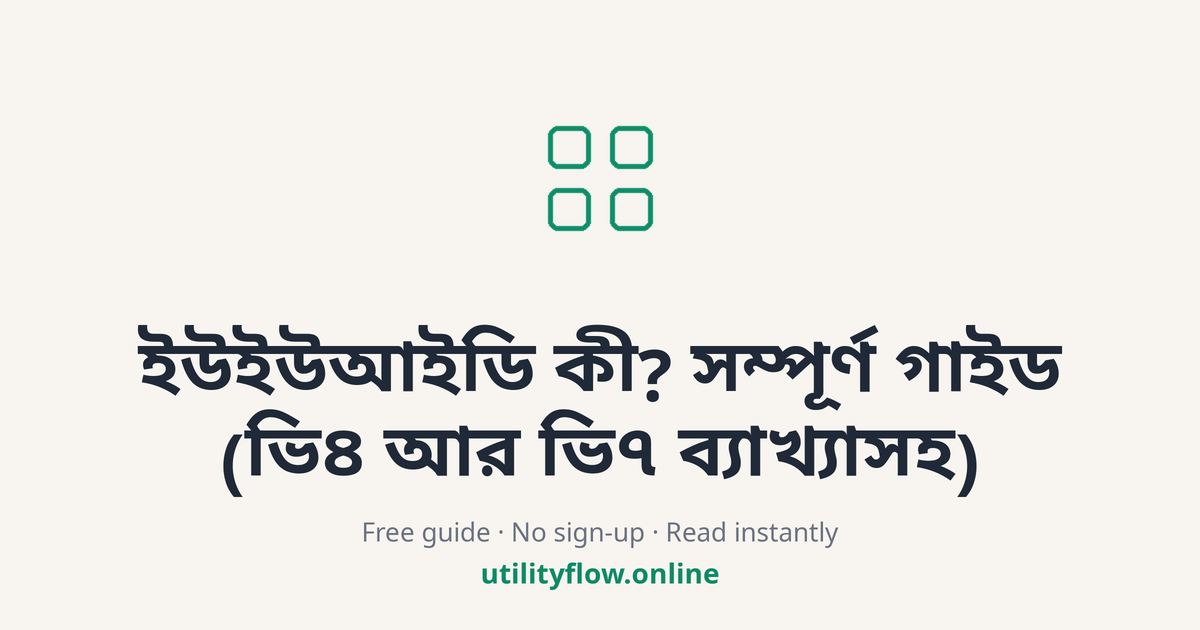 ইউইউআইডি কী? সম্পূর্ণ গাইড
(ভি৪ আর ভি৭ ব্যাখ্যাসহ)
Free guide · No sign-up · Read instantly
utilityflow.online